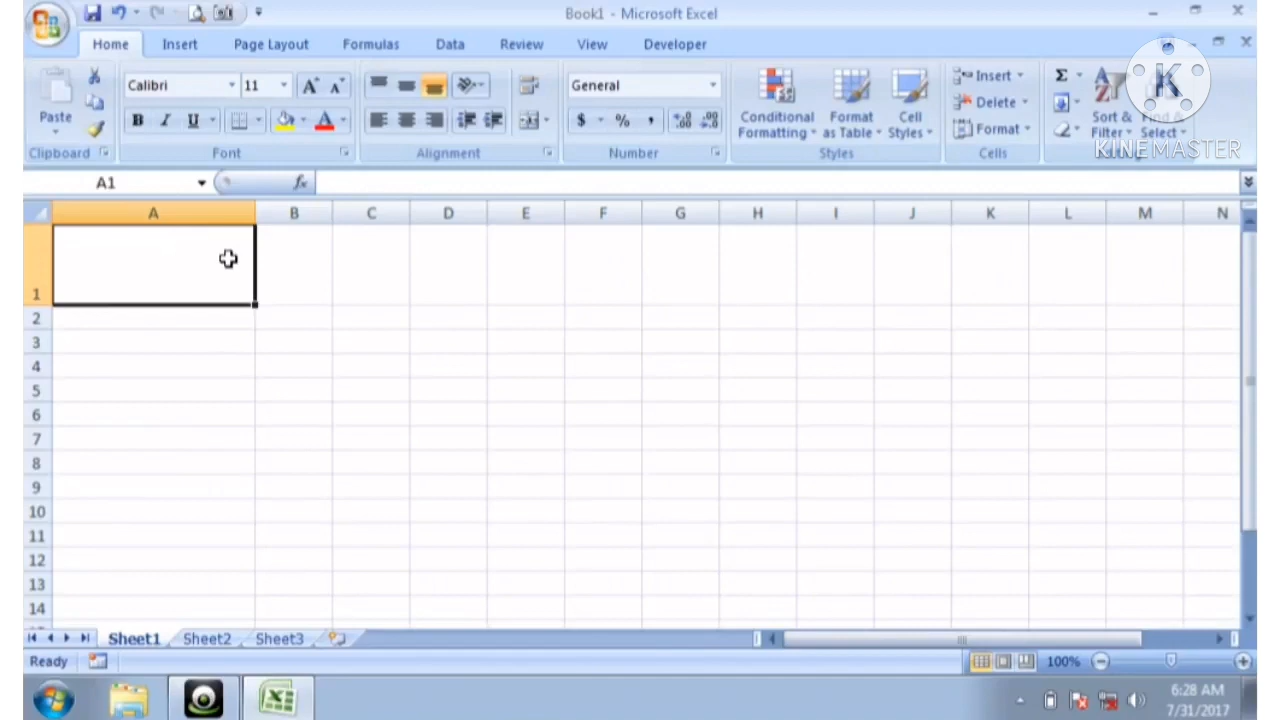 Book1 - Microsoft Excel
Home Insert Page Layout Formulas Data Review View Developer
Paste
Calibri 11
General
Conditional Formatting
Format as Table
Cell Styles
Insert
Delete
Format
Σ
Sort & Filter
Find & Select
B I U A $ % ,
Clipboard Font Alignment Number Styles Cells
K
KINEMASTER
A1 fx
A B C D E F G H I J K L M N
1
2
3
4
5
6
7
8
9
10
11
12
13
14
Sheet1 Sheet2 Sheet3
Ready 100%
6:28 AM
7/31/2017